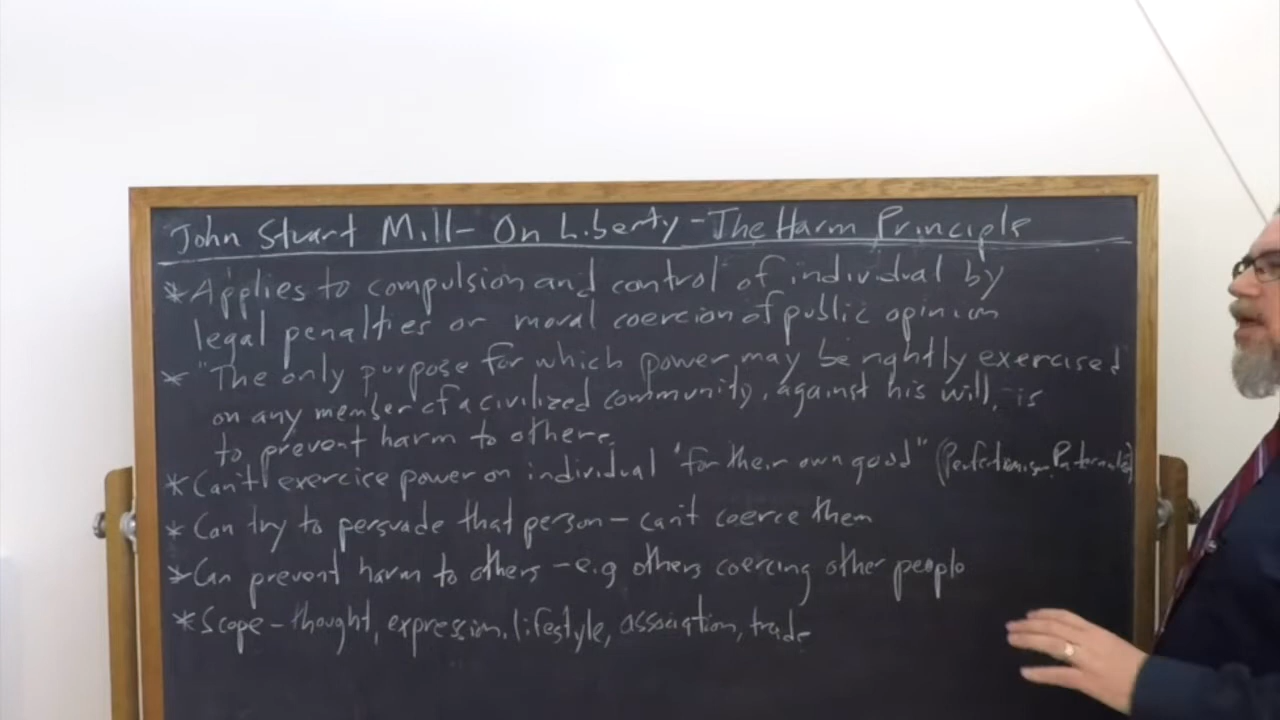 John Stuart Mill - On Liberty - The Harm Principle
* Applies to compulsion and control of individual by
legal penalties or moral coercion of public opinion
* "The only purpose for which power may be rightly exercised
on any member of a civilized community, against his will, is
to prevent harm to others.
* Can't exercise power on individual "for their own good" (Perfectionism, Paternalism)
* Can try to persuade that person - can't coerce them
* Can prevent harm to others - e.g others coercing other people
* Scope - thought, expression, lifestyle, association, trade